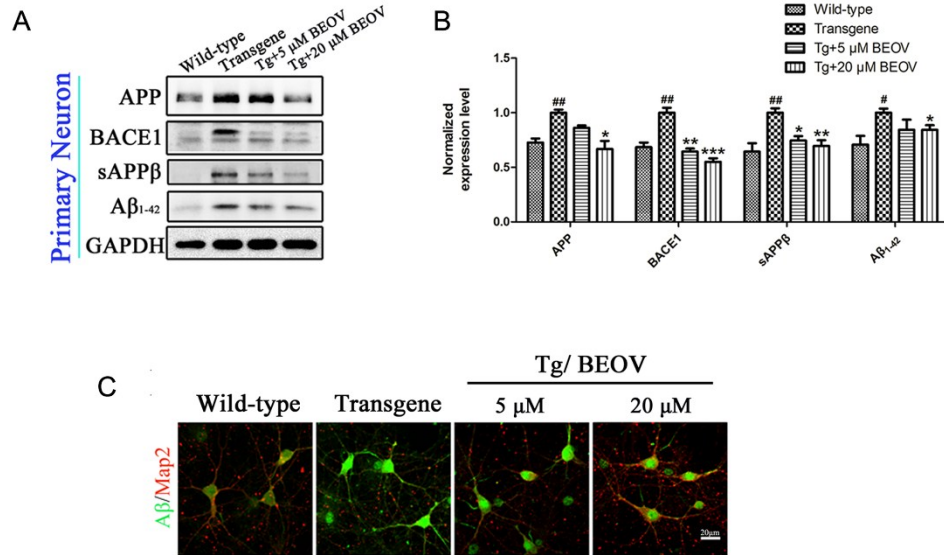 A
Wild-type
Transgene
Tg+5 μM BEOV
Tg+20 μM BEOV
Primary Neuron
APP
BACE1
sAPPβ
Aβ1-42
GAPDH
B
Wild-type
Transgene
Tg+5 μM BEOV
Tg+20 μM BEOV
Normalized
expression level
1.5
1.0
0.5
0.0
## ## ## #
* ** *** * ** *
APP BACE1 sAPPβ Aβ1-42
C
Tg/ BEOV
Wild-type Transgene 5 μM 20 μM
Aβ/Map2
20μm